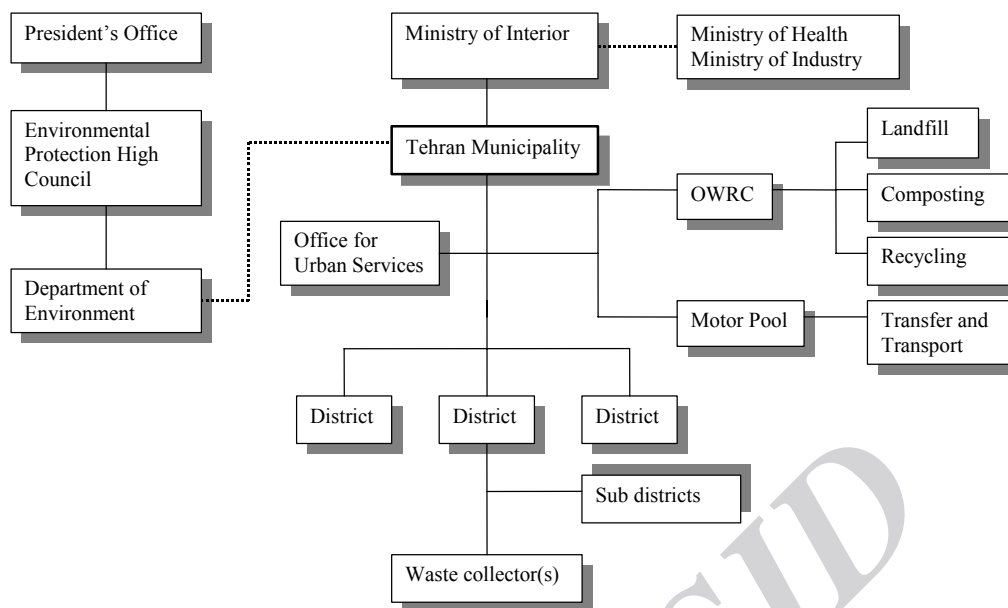 President’s Office
Ministry of Interior
Ministry of Health
Ministry of Industry
Environmental
Protection High
Council
Tehran Municipality
Landfill
OWRC
Composting
Office for
Urban Services
Recycling
Department of
Environment
Motor Pool
Transfer and
Transport
District
District
District
Sub districts
Waste collector(s)
SID